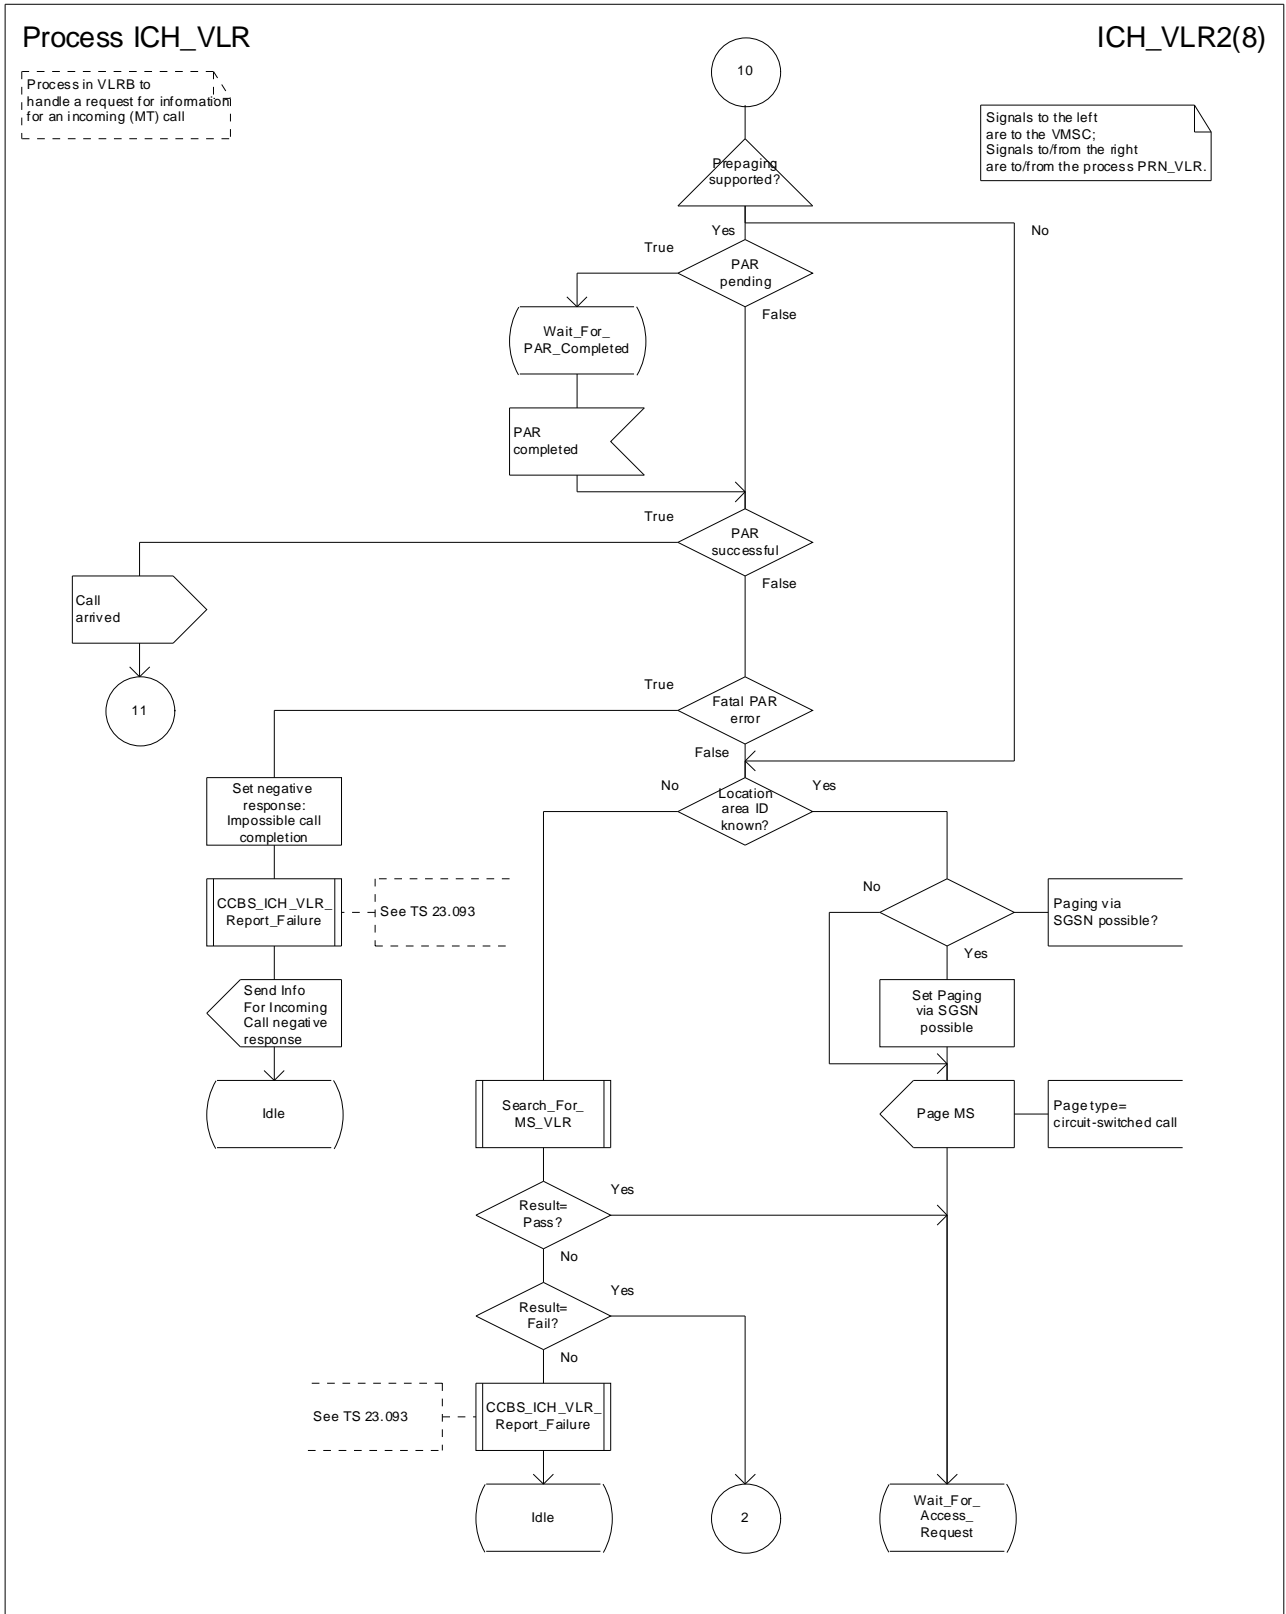 Process ICH_VLR
ICH_VLR2(8)
Process in VLRB to
handle a request for information
for an incoming (MT) call
10
Signals to the left
are to the VMSC;
Signals to/from the right
are to/from the process PRN_VLR.
Prepaging
supported?
Yes
No
True
PAR
pending
False
Wait_For_
PAR_Completed
PAR
completed
True
PAR
successful
False
Call
arrived
11
True
Fatal PAR
error
False
No
Location
area ID
known?
Yes
Set negative
response:
Impossible call
completion
CCBS_ICH_VLR_
Report_Failure
See TS 23.093
No
Paging via
SGSN possible?
Yes
Send Info
For Incoming
Call negative
response
Set Paging
via SGSN
possible
Idle
Search_For_
MS_VLR
Page MS
Page type=
circuit-switched call
Result=
Pass?
Yes
No
Result=
Fail?
Yes
No
See TS 23.093
CCBS_ICH_VLR_
Report_Failure
Idle
2
Wait_For_
Access_
Request